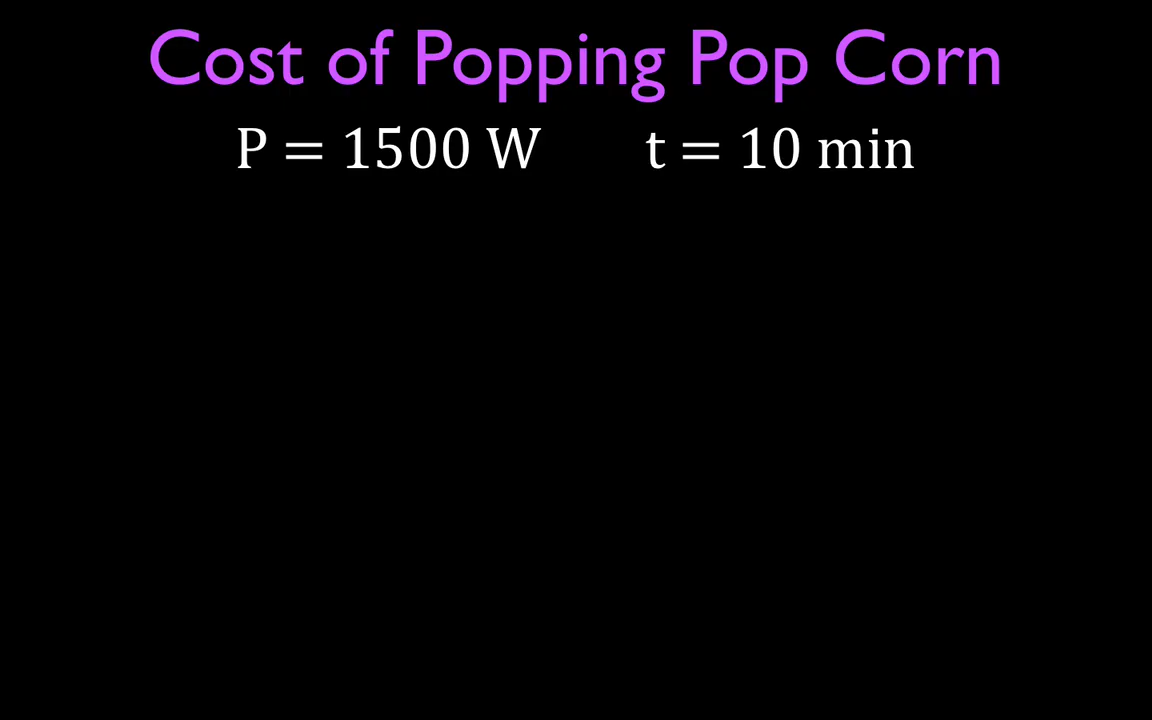 Cost of Popping Pop Corn
P = 1500 W t = 10 min